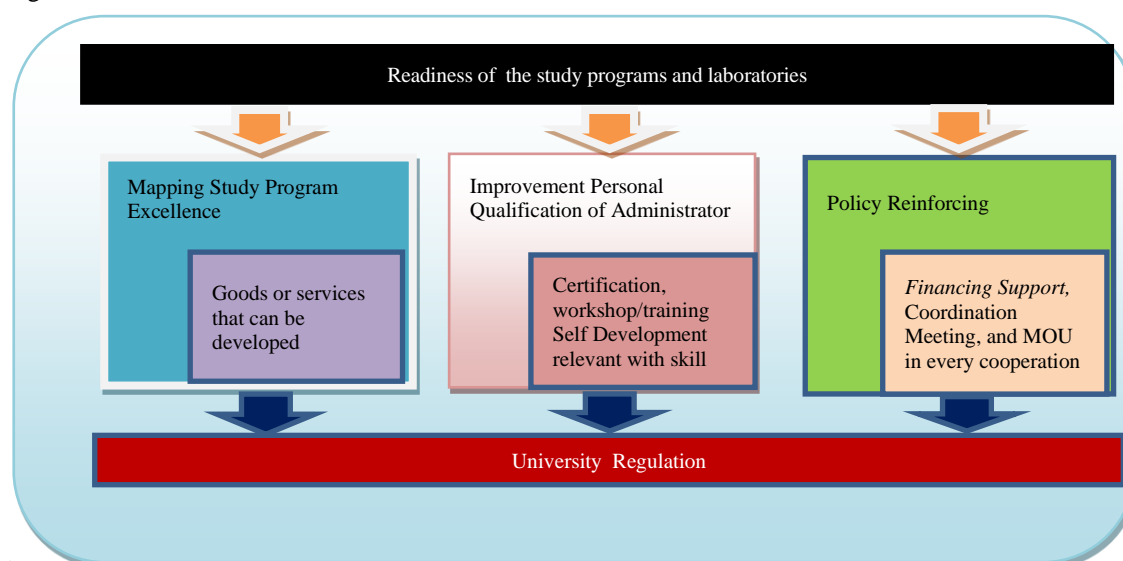 Readiness of the study programs and laboratories
Mapping Study Program
Excellence
Goods or services
that can be
developed
Improvement Personal
Qualification of Administrator
Certification,
workshop/training
Self Development
relevant with skill
Policy Reinforcing
Financing Support,
Coordination
Meeting, and MOU
in every cooperation
University Regulation